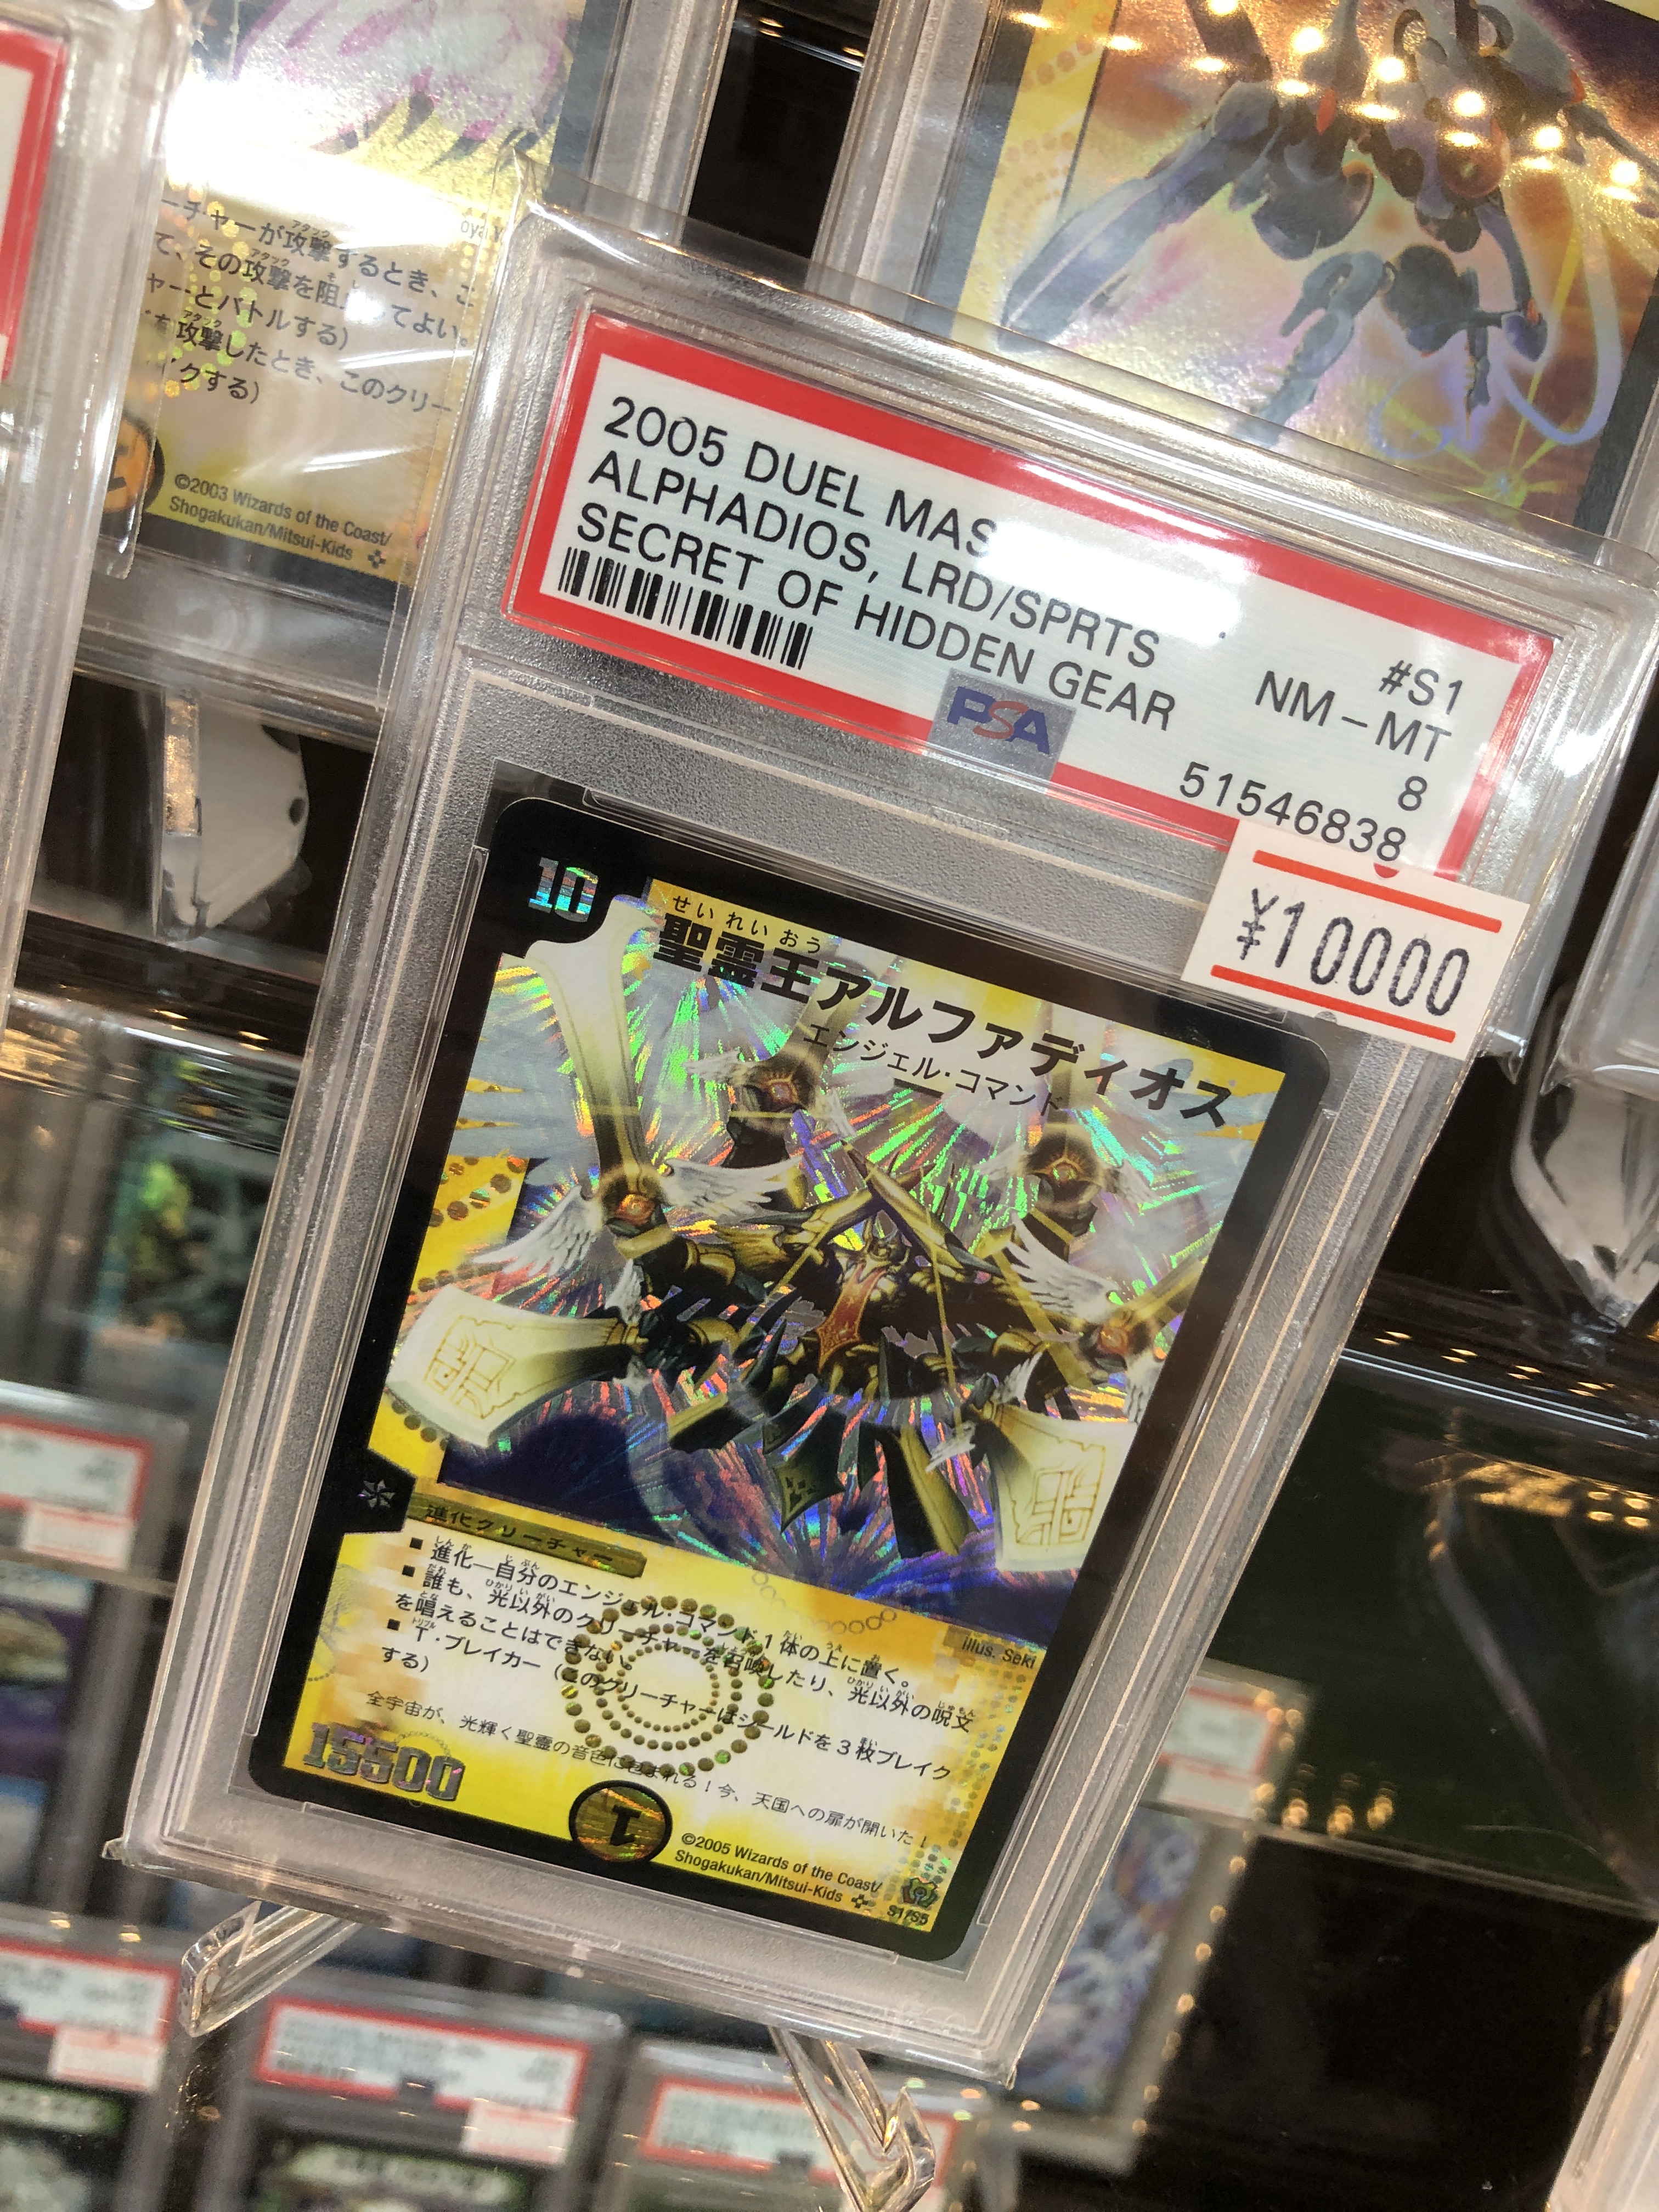 ーチャーが攻撃するとき、こ
て、その攻撃を阻
してよい。
ャーとバトルする)
を攻撃したとき、このクリー
クする)
©2003 Wizards of the Coast/
Shogakukan/Mitsui-Kids
2005 DUEL MAS
#S1
ALPHADIOS, LRD/SPRTS
NM - MT
SECRET OF HIDDEN GEAR
8
PSA
51546838
¥10000
10
せいれいおう
聖霊王アルファディオス
エンジェル・コマンド
進化クリーチャー
illus. Seki
■ 進化—自分のエンジェル・コマンド1体の上に置く。
■ 誰も、光以外のクリーチャーを召喚したり、光以外の呪文
を唱えることはできない。
■ T・ブレイカー(このクリーチャーはシールドを3枚ブレイク
する)
全宇宙が、光輝く聖霊の音色に包まれる!今、天国への扉が開いた!
15500
1
©2005 Wizards of the Coast/
Shogakukan/Mitsui-Kids
S1/S5